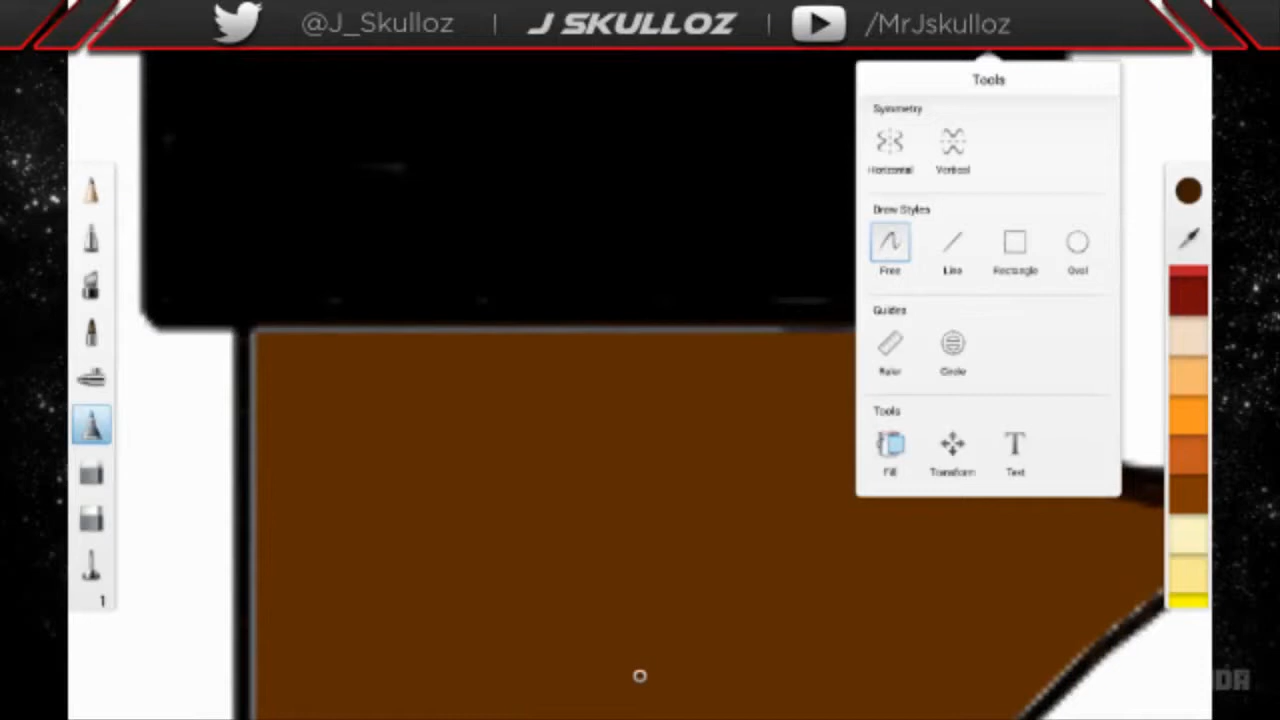 @J_Skulloz | J SKULLOZ | /MrJskulloz
Tools
Symmetry
Horizontal Vertical
Draw Styles
Free Line Rectangle Oval
Guides
Ruler Circle
Tools
Fill Transform Text
1